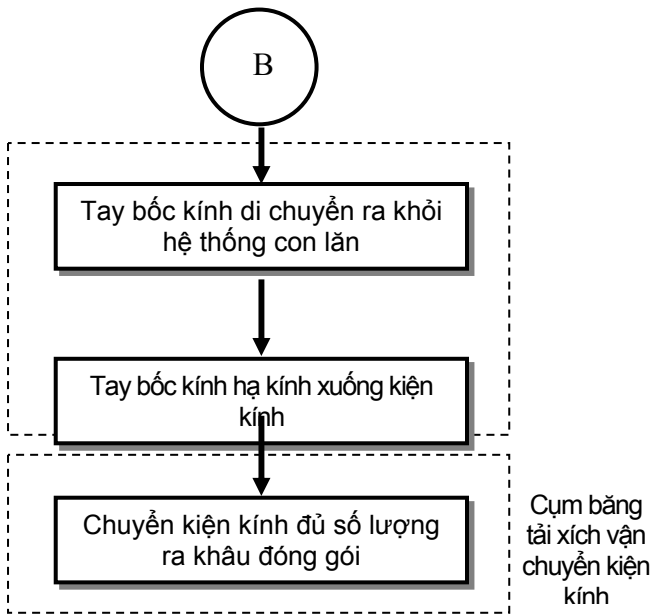 B
Tay bốc kính di chuyển ra khỏi
hệ thống con lăn
Tay bốc kính hạ kính xuống kiện
kính
Chuyển kiện kính đủ số lượng
ra khâu đóng gói
Cụm băng
tải xích vận
chuyển kiện
kính